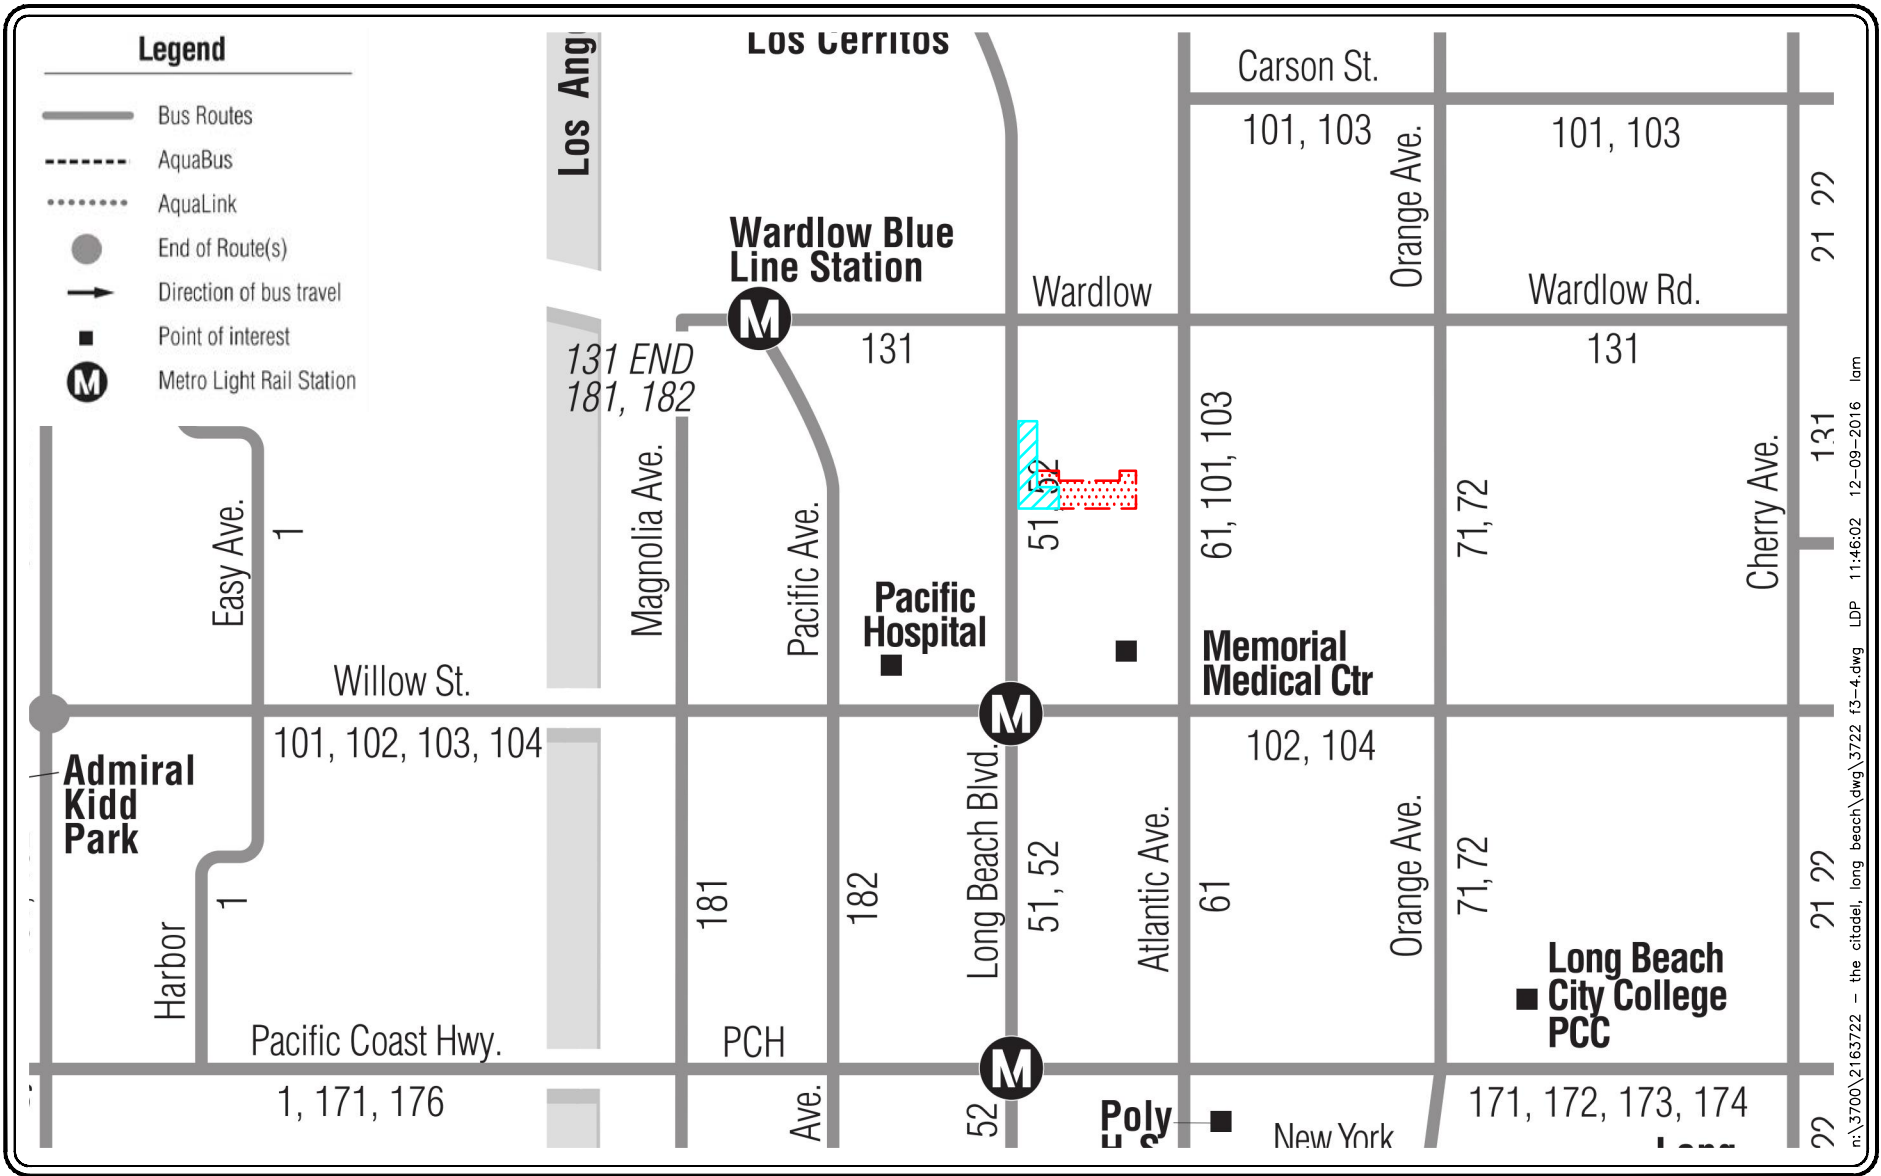 Legend
Bus Routes
AquaBus
AquaLink
End of Route(s)
Direction of bus travel
Point of interest
M
Metro Light Rail Station
Los Ang
Los Cerritos
Carson St.
101, 103
101, 103
Orange Ave.
21 22
Wardlow Blue
Line Station
M
Wardlow
Wardlow Rd.
131
131
131 END
181, 182
Easy Ave.
1
Magnolia Ave.
Pacific Ave.
51, 52
61, 101, 103
71, 72
Cherry Ave.
131
Pacific
Hospital
Memorial
Medical Ctr
Willow St.
M
101, 102, 103, 104
102, 104
Admiral
Kidd
Park
Harbor
1
181
182
Long Beach Blvd.
51, 52
Atlantic Ave.
61
Orange Ave.
71, 72
21 22
Long Beach
City College
PCC
Pacific Coast Hwy.
PCH
M
1, 171, 176
171, 172, 173, 174
Ave.
52
Poly
H.S.
New York
Long
22
n:\3700\2163722 - the citadel, long beach\dwg\3722 f3-4.dwg LDP 11:46:02 12-09-2016 lam